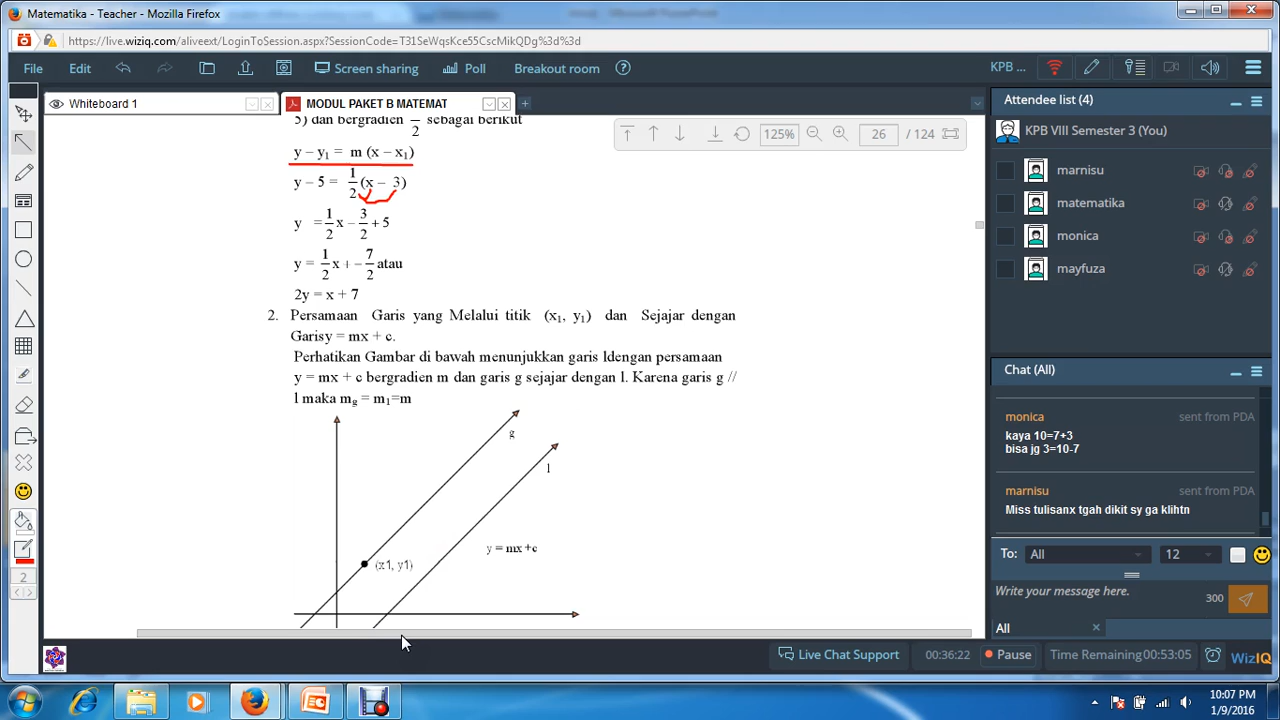 Matematika - Teacher - Mozilla Firefox
https://live.wiziq.com/aliveext/LoginToSession.aspx?SessionCode=T31SeWqsKce55CscMikQDg%3d%3d
File Edit Screen sharing Poll Breakout room ? KPB ...
Whiteboard 1 MODUL PAKET B MATEMAT
125% 26 / 124
5) dan bergradien 1/2 sebagai berikut
y – y1 = m (x – x1)
y – 5 = 1/2 (x – 3)
y = 1/2 x – 3/2 + 5
y = 1/2 x + – 7/2 atau
2y = x + 7
2. Persamaan Garis yang Melalui titik (x1, y1) dan Sejajar dengan
Garisy = mx + c.
Perhatikan Gambar di bawah menunjukkan garis ldengan persamaan
y = mx + c bergradien m dan garis g sejajar dengan l. Karena garis g //
l maka mg = m1=m
g
l
y = mx +c
(x1, y1)
Attendee list (4)
KPB VIII Semester 3 (You)
marnisu
matematika
monica
mayfuza
Chat (All)
monica sent from PDA
kaya 10=7+3
bisa jg 3=10-7
marnisu sent from PDA
Miss tulisanx tgah dikit sy ga klihtn
To: All 12
Write your message here. 300
All
2
Live Chat Support 00:36:22 Pause Time Remaining 00:53:05 WizIQ
10:07 PM
1/9/2016